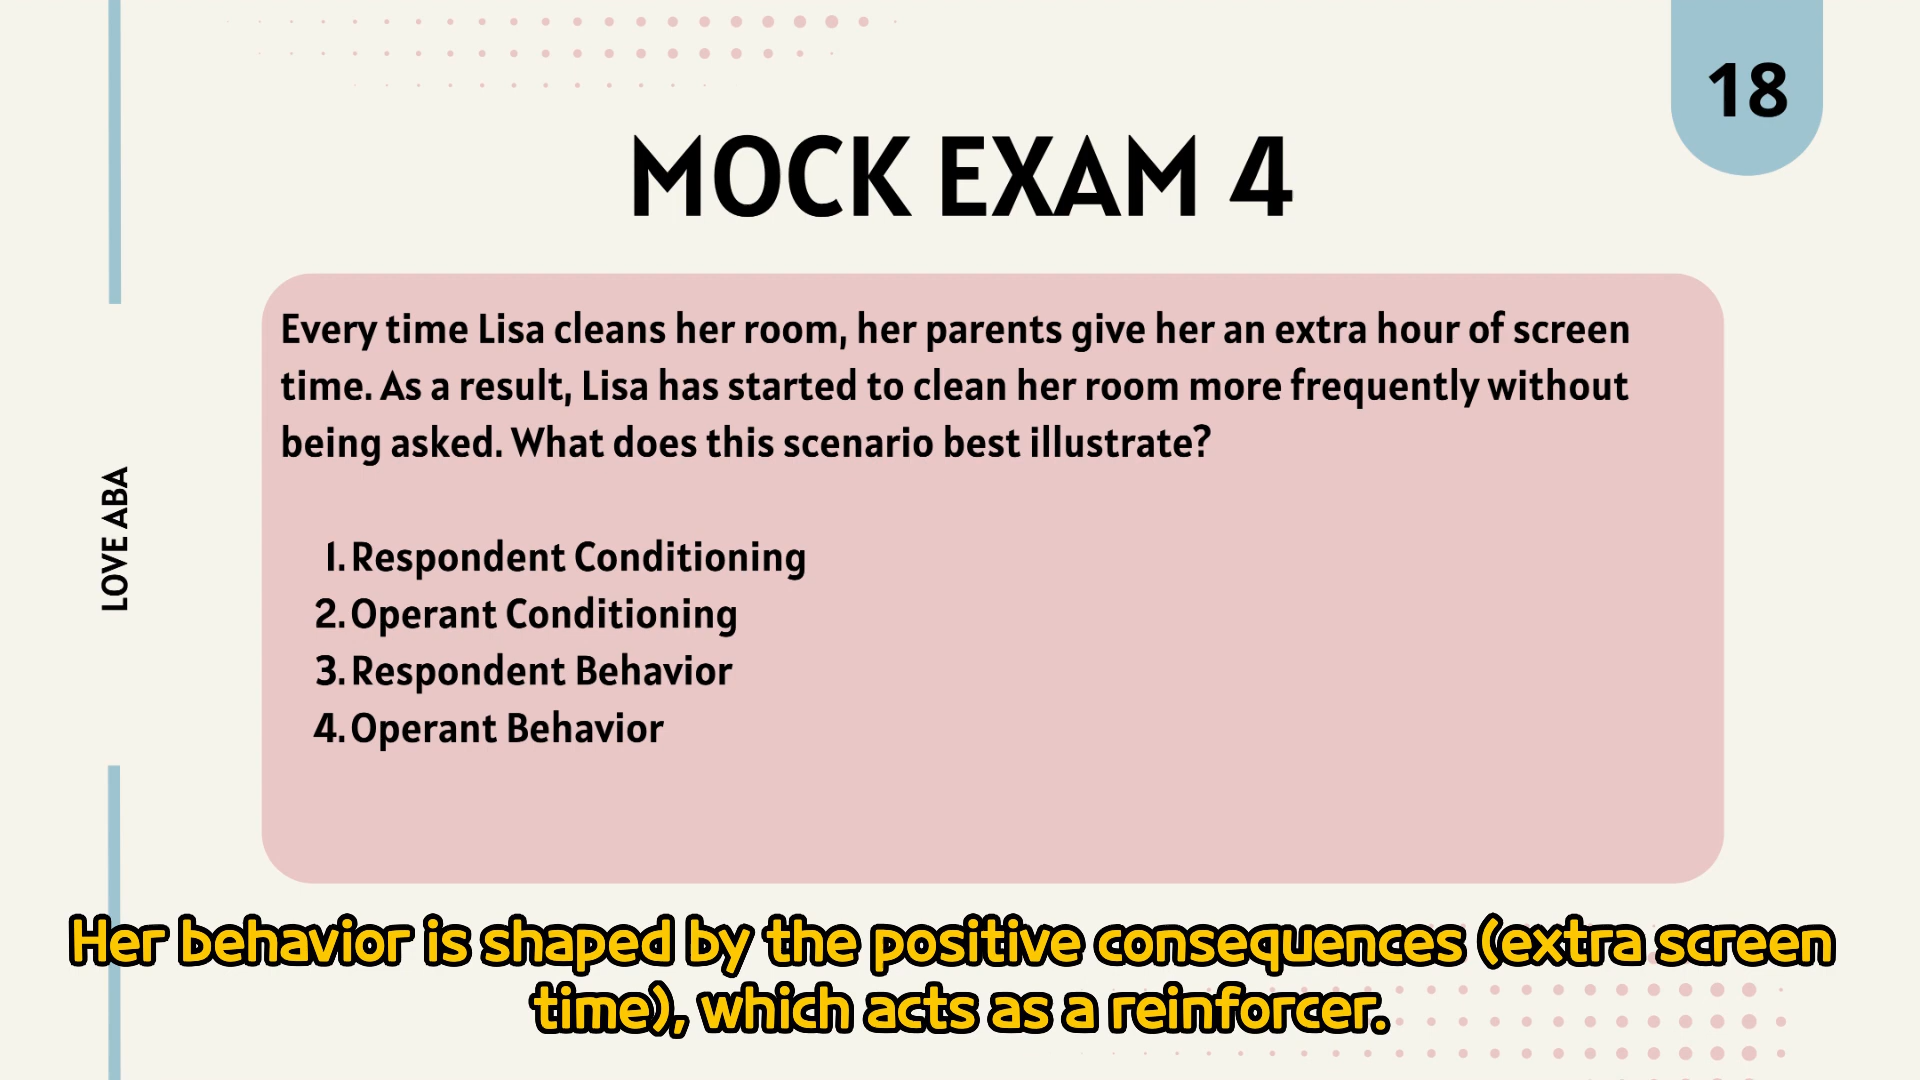 18
MOCK EXAM 4
Every time Lisa cleans her room, her parents give her an extra hour of screen
time. As a result, Lisa has started to clean her room more frequently without
being asked. What does this scenario best illustrate?
1. Respondent Conditioning
2. Operant Conditioning
3. Respondent Behavior
4. Operant Behavior
LOVE ABA
Her behavior is shaped by the positive consequences (extra screen
time), which acts as a reinforcer.